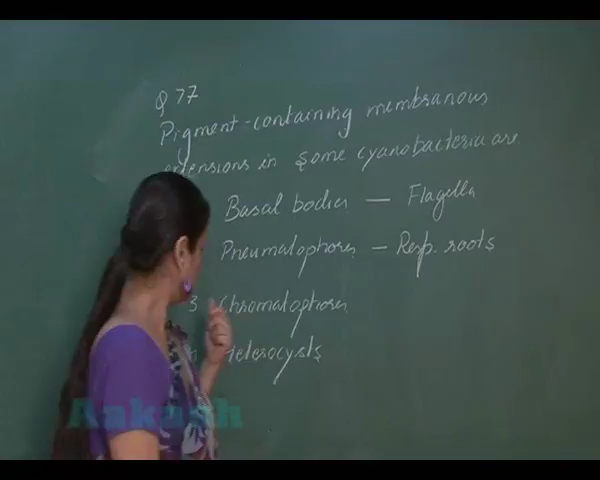 Q 77
Pigment-containing membranous
extensions in some cyanobacteria are
Basal bodies — Flagella
Pneumatophores — Resp. roots
3 Chromatophores
Heterocysts
Aakash